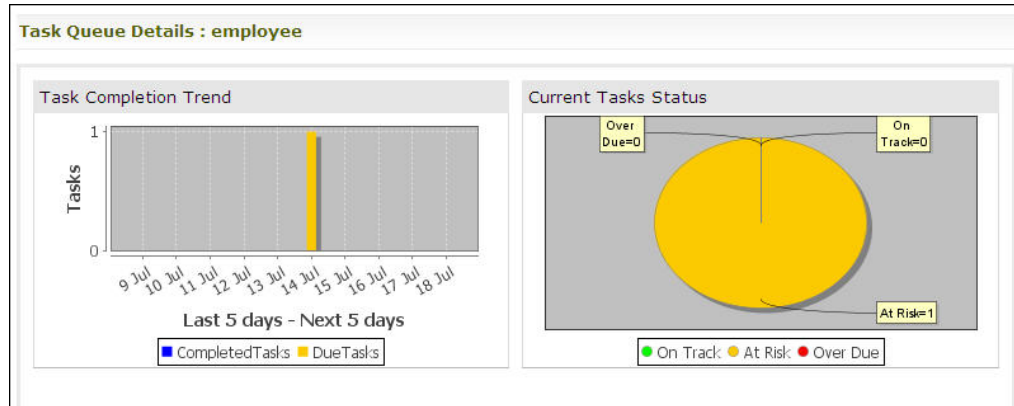 Task Queue Details : employee
Task Completion Trend
1
Tasks
0
9 Jul
10 Jul
11 Jul
12 Jul
13 Jul
14 Jul
15 Jul
16 Jul
17 Jul
18 Jul
Last 5 days - Next 5 days
CompletedTasks DueTasks
Current Tasks Status
Over
Due=0
On
Track=0
At Risk=1
On Track At Risk Over Due